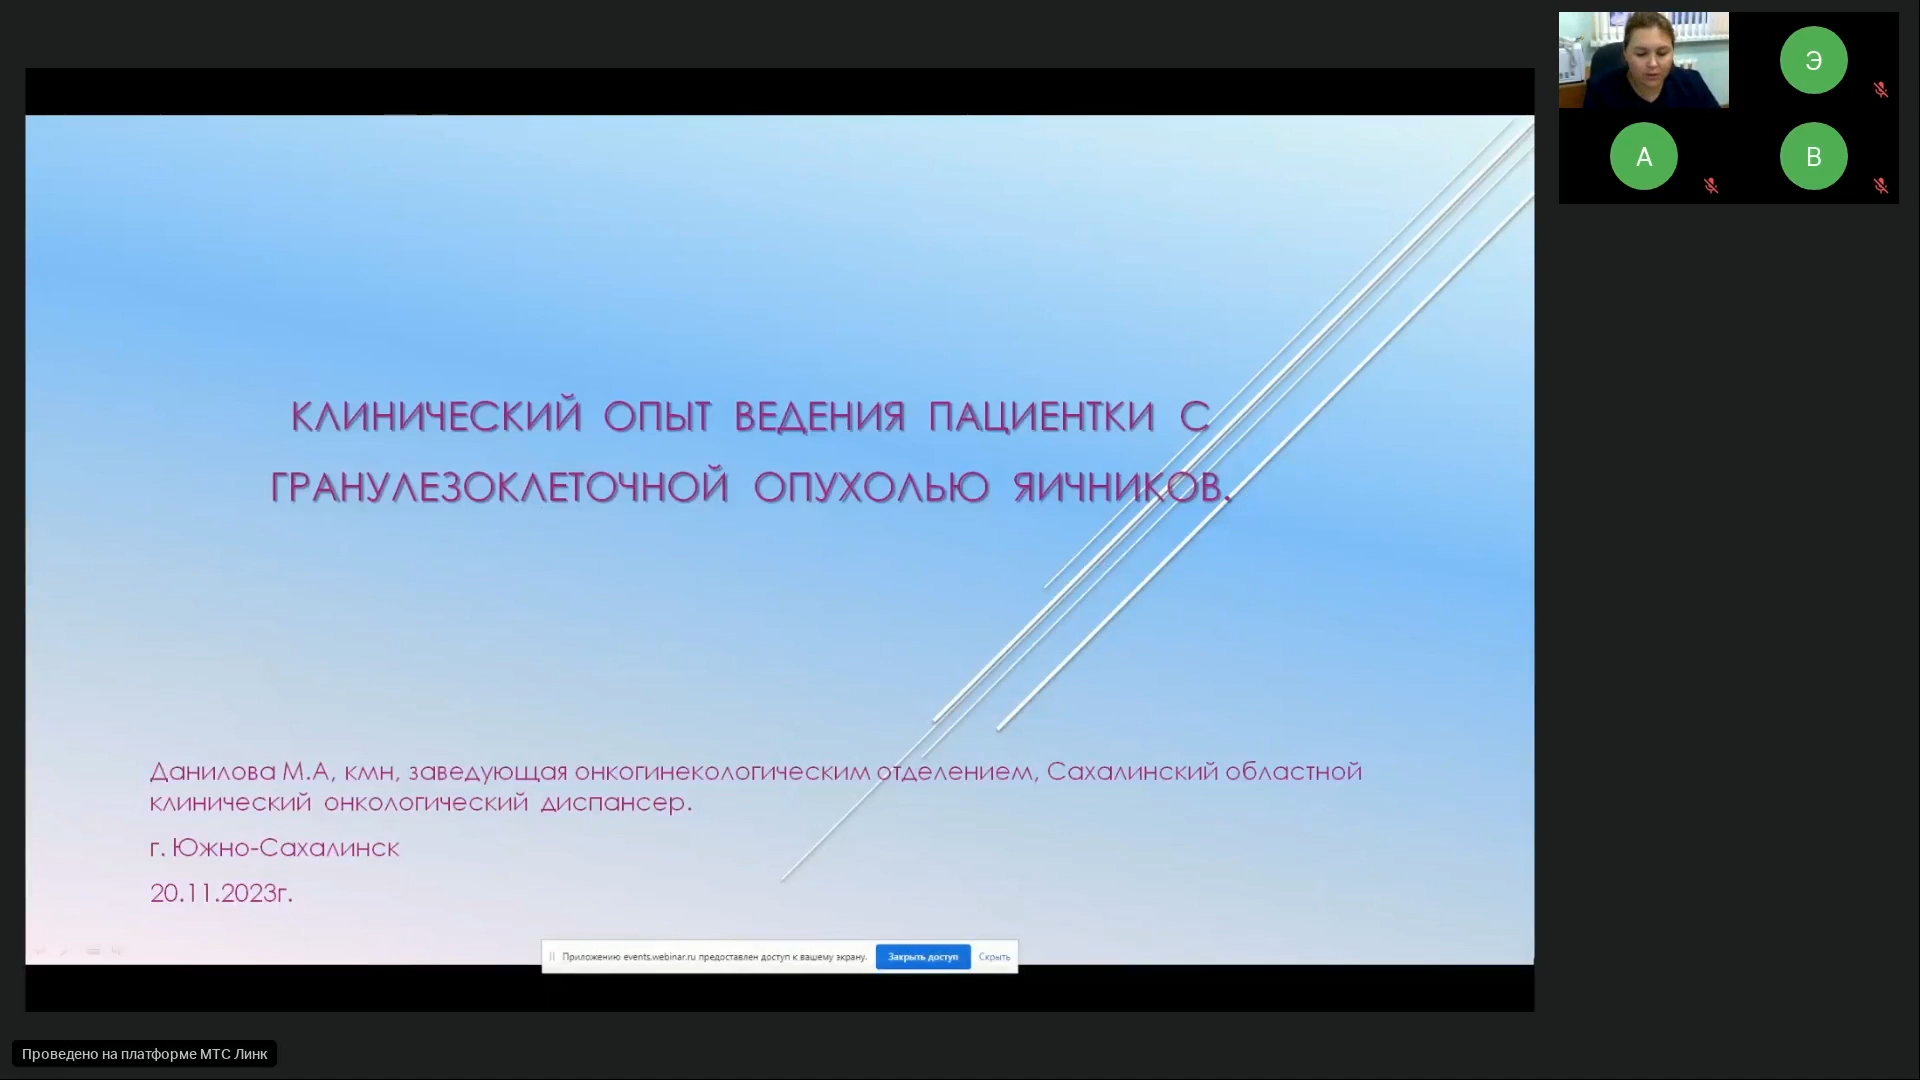 КЛИНИЧЕСКИЙ ОПЫТ ВЕДЕНИЯ ПАЦИЕНТКИ С
ГРАНУЛЕЗОКЛЕТОЧНОЙ ОПУХОЛЬЮ ЯИЧНИКОВ.
Данилова М.А, кмн, заведующая онкогинекологическим отделением, Сахалинский областной
клинический онкологический диспансер.
г. Южно-Сахалинск
20.11.2023г.
Приложению events.webinar.ru предоставлен доступ к вашему экрану.
Закрыть доступ
Скрыть
Э
А
В
Проведено на платформе МТС Линк